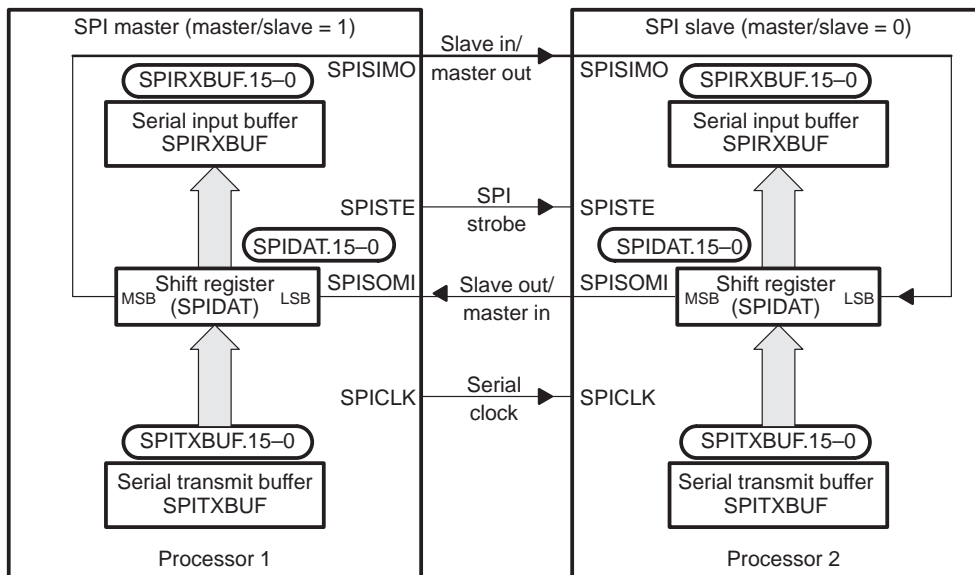 SPI master (master/slave = 1)
SPISIMO
SPIRXBUF.15–0
Serial input buffer
SPIRXBUF
SPISTE
SPIDAT.15–0
SPISOMI
MSB
Shift register
(SPIDAT)
LSB
SPICLK
SPITXBUF.15–0
Serial transmit buffer
SPITXBUF
Processor 1
Slave in/
master out
SPI
strobe
Slave out/
master in
Serial
clock
SPI slave (master/slave = 0)
SPISIMO
SPIRXBUF.15–0
Serial input buffer
SPIRXBUF
SPISTE
SPIDAT.15–0
SPISOMI
MSB
Shift register
(SPIDAT)
LSB
SPICLK
SPITXBUF.15–0
Serial transmit buffer
SPITXBUF
Processor 2